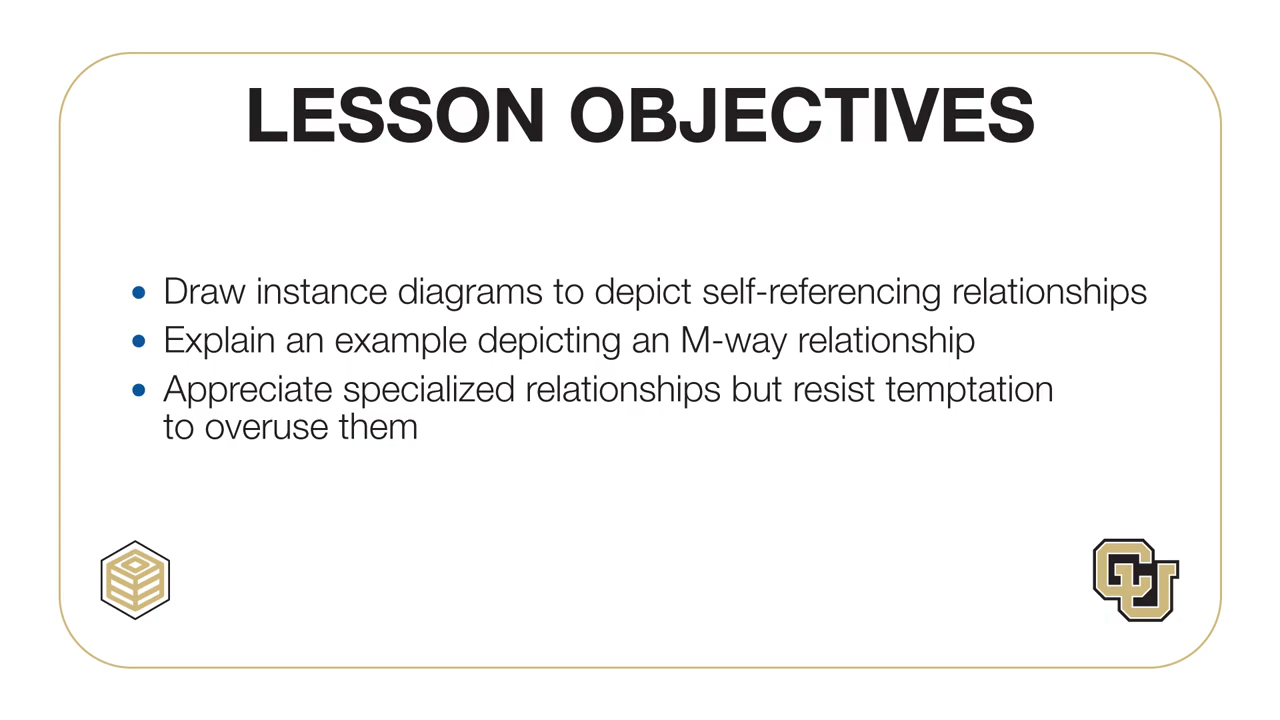 LESSON OBJECTIVES
• Draw instance diagrams to depict self-referencing relationships
• Explain an example depicting an M-way relationship
• Appreciate specialized relationships but resist temptation
to overuse them
CU